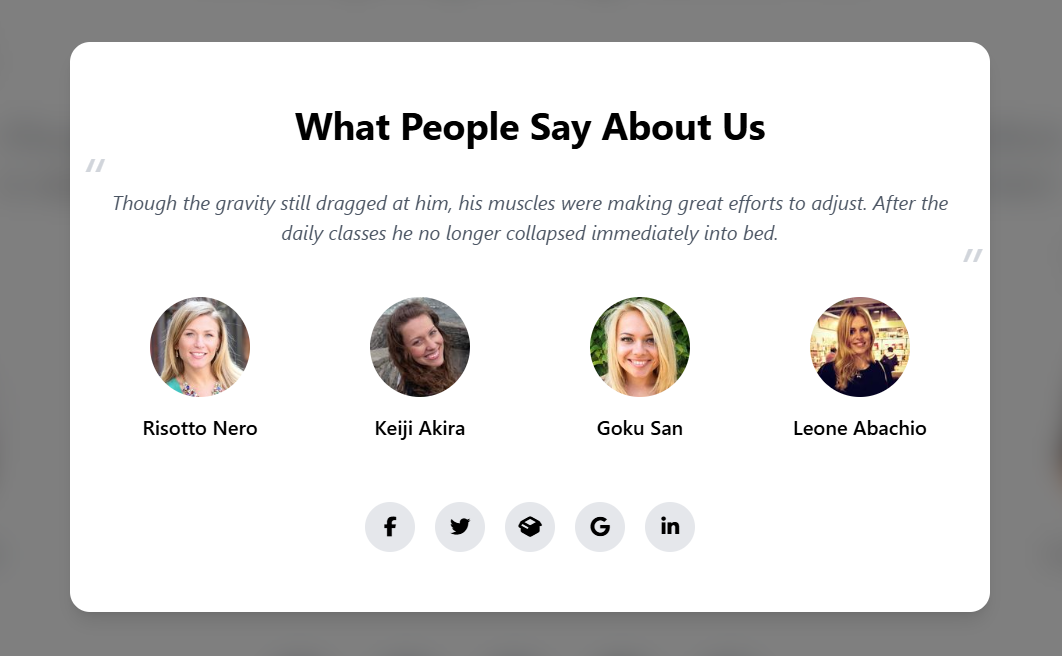 What People Say About Us
"
Though the gravity still dragged at him, his muscles were making great efforts to adjust. After the
daily classes he no longer collapsed immediately into bed.
"
Risotto Nero
Keiji Akira
Goku San
Leone Abachio